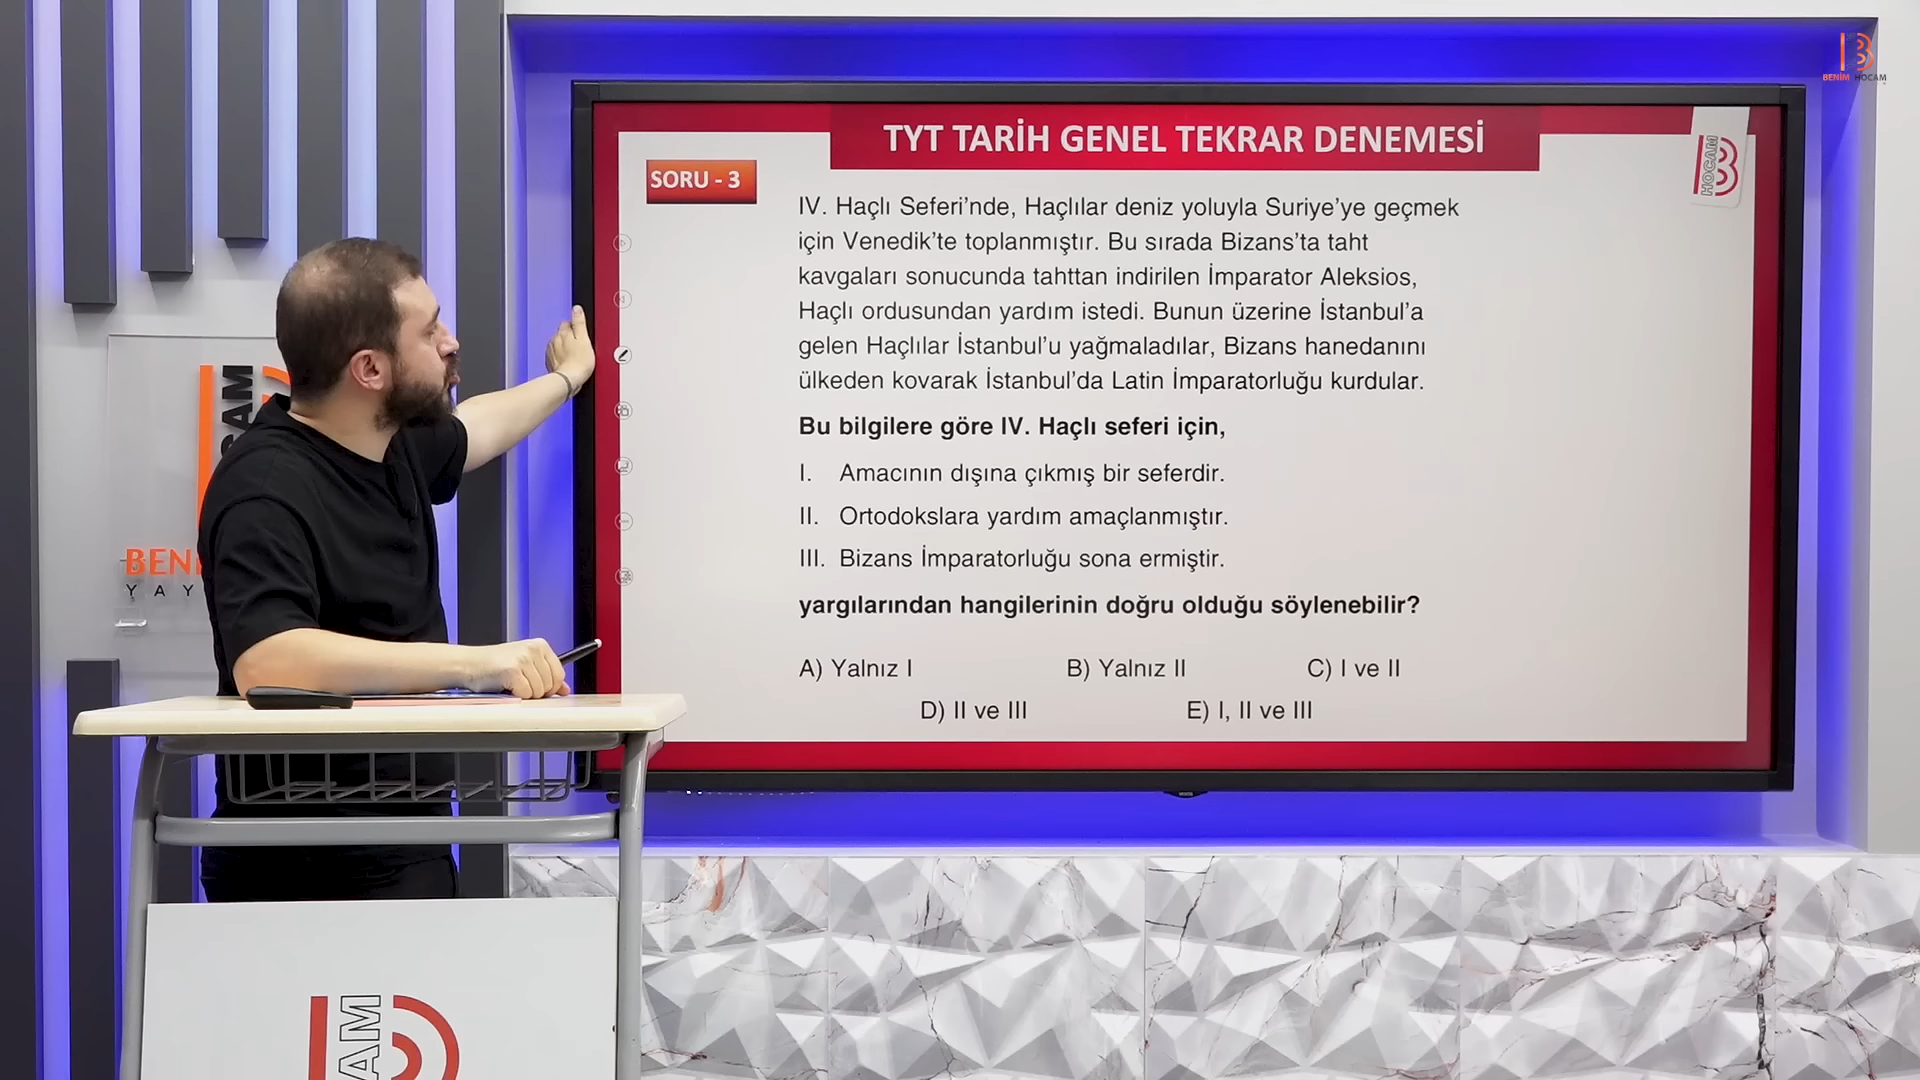 BENİM HOCAM
TYT TARİH GENEL TEKRAR DENEMESİ
HOCAM
SORU - 3
IV. Haçlı Seferi’nde, Haçlılar deniz yoluyla Suriye’ye geçmek
için Venedik’te toplanmıştır. Bu sırada Bizans’ta taht
kavgaları sonucunda tahttan indirilen İmparator Aleksios,
Haçlı ordusundan yardım istedi. Bunun üzerine İstanbul’a
gelen Haçlılar İstanbul’u yağmaladılar, Bizans hanedanını
ülkeden kovarak İstanbul’da Latin İmparatorluğu kurdular.
Bu bilgilere göre IV. Haçlı seferi için,
I. Amacının dışına çıkmış bir seferdir.
II. Ortodokslara yardım amaçlanmıştır.
III. Bizans İmparatorluğu sona ermiştir.
yargılarından hangilerinin doğru olduğu söylenebilir?
A) Yalnız I B) Yalnız II C) I ve II
D) II ve III E) I, II ve III
CAM
BENİ
YAY
AM